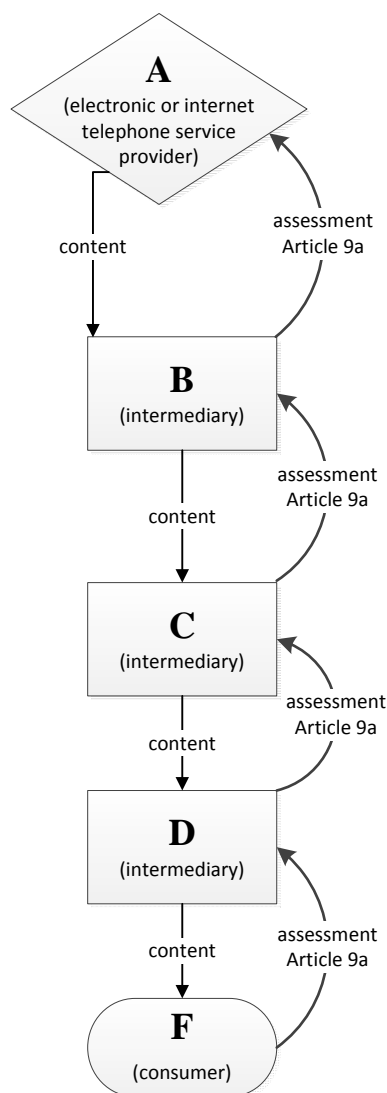 A
(electronic or internet
telephone service
provider)
assessment
Article 9a
content
B
(intermediary)
assessment
Article 9a
content
C
(intermediary)
assessment
Article 9a
content
D
(intermediary)
assessment
Article 9a
content
F
(consumer)